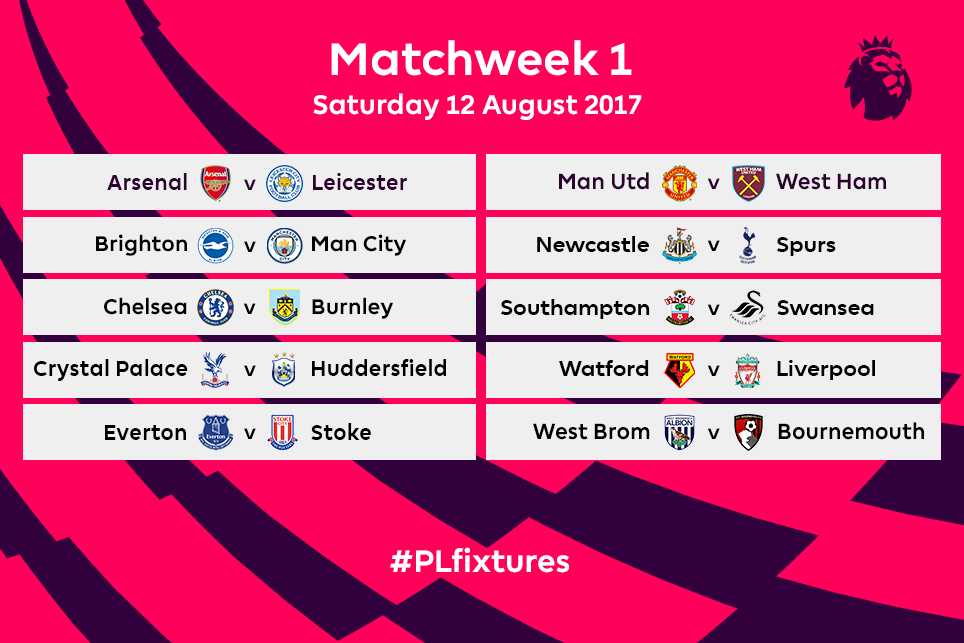 Matchweek 1
Saturday 12 August 2017
Arsenal v Leicester
Brighton v Man City
Chelsea v Burnley
Crystal Palace v Huddersfield
Everton v Stoke
Man Utd v West Ham
Newcastle v Spurs
Southampton v Swansea
Watford v Liverpool
West Brom v Bournemouth
#PLfixtures